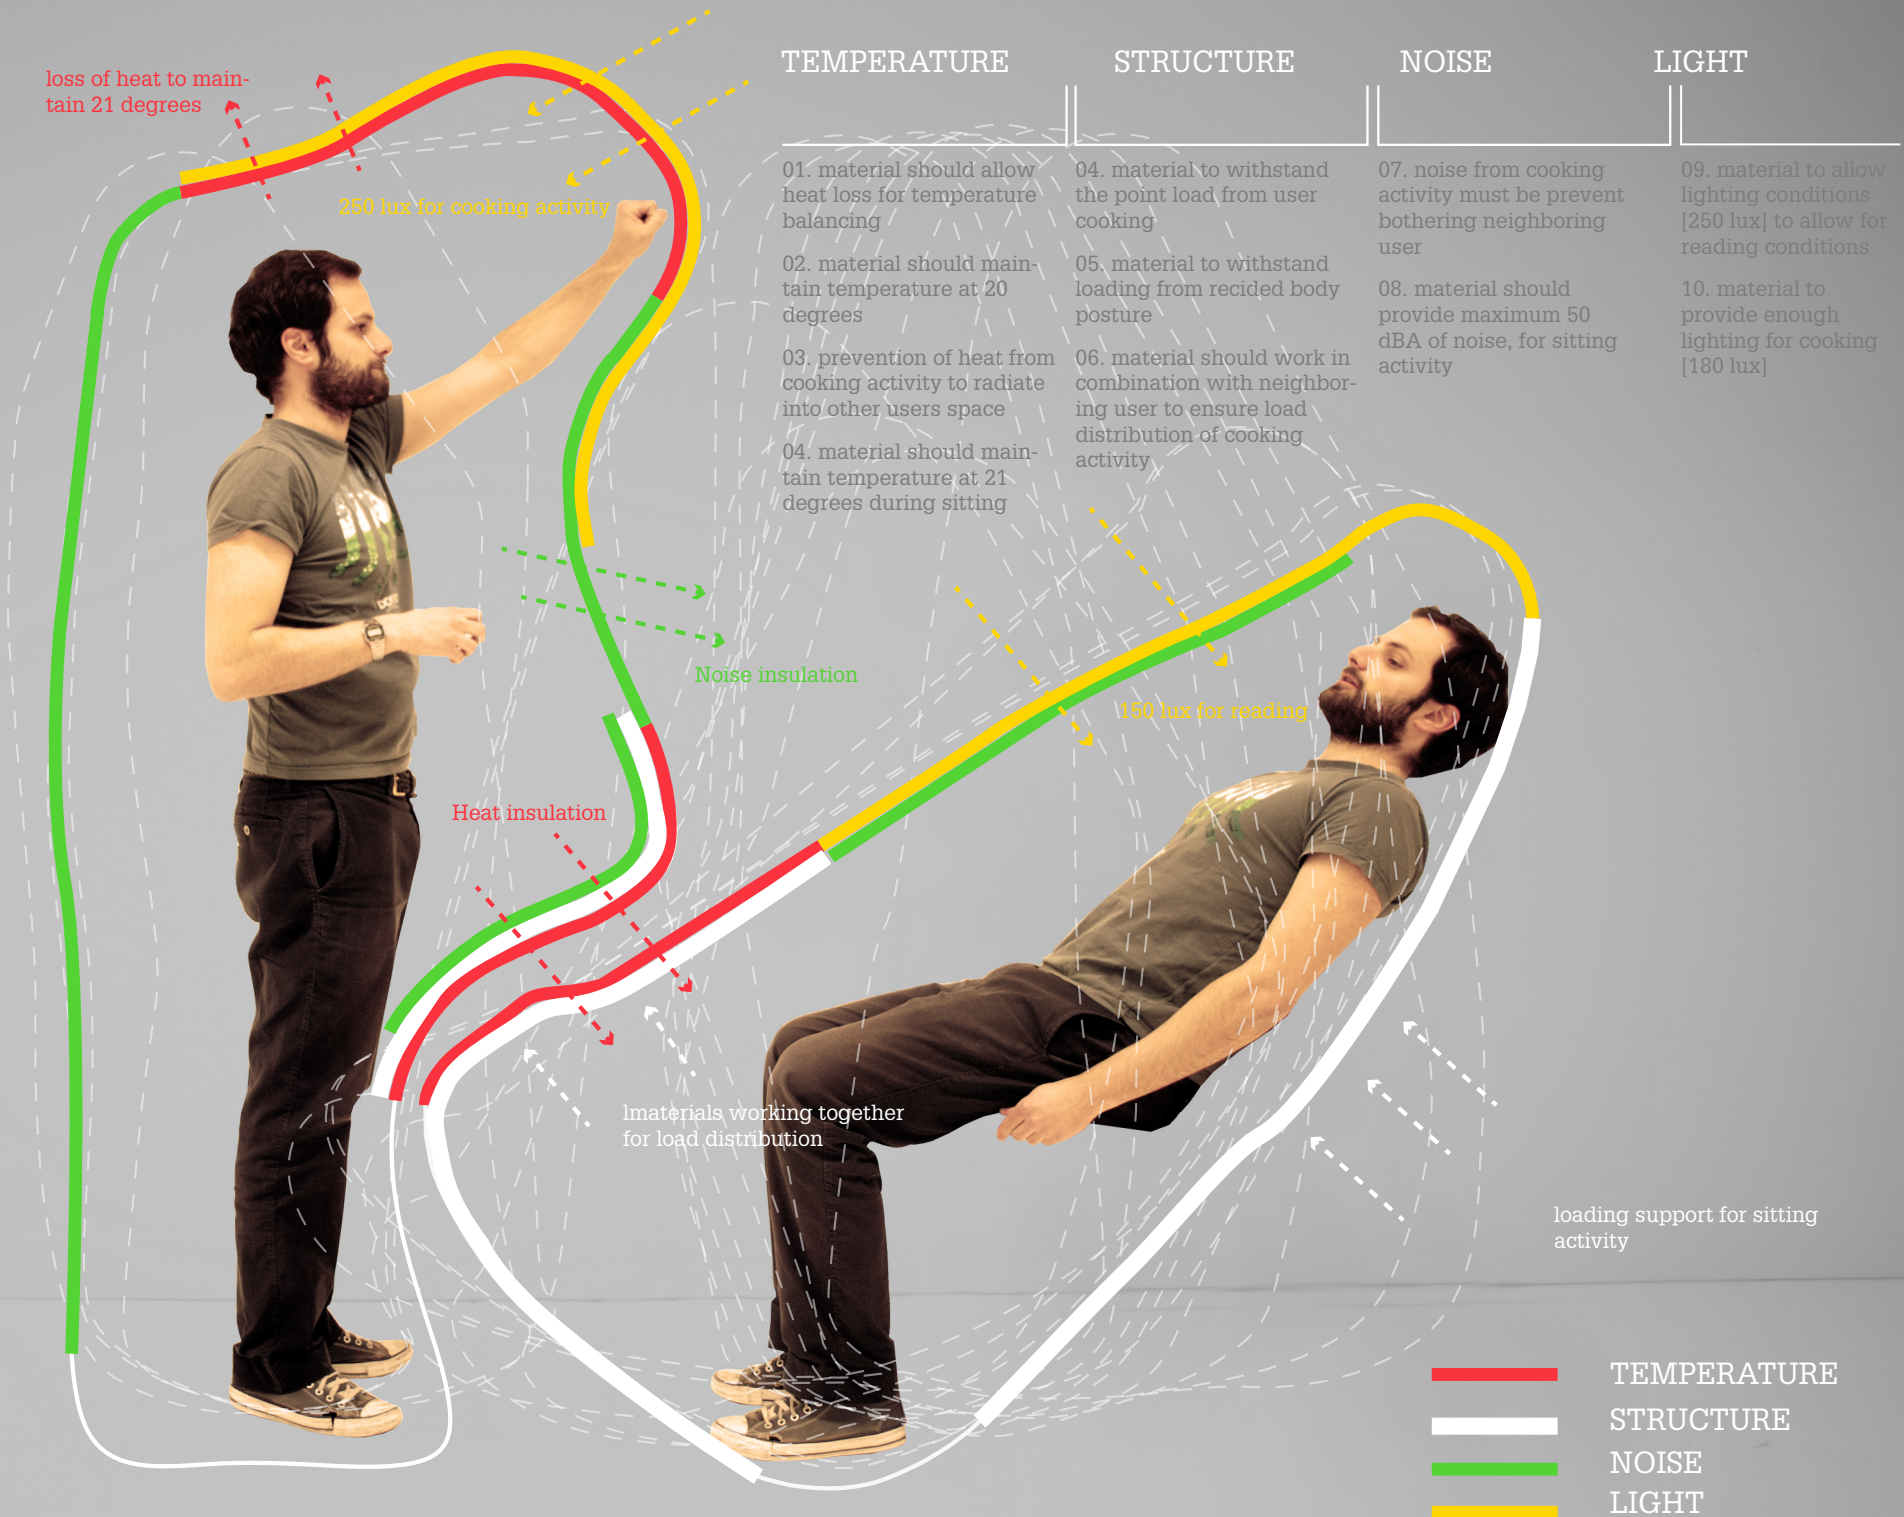 TEMPERATURE
STRUCTURE
NOISE
LIGHT
loss of heat to main-
tain 21 degrees
250 lux for cooking activity
01. material should allow
heat loss for temperature
balancing
02. material should main-
tain temperature at 20
degrees
03. prevention of heat from
cooking activity to radiate
into other users space
04. material should main-
tain temperature at 21
degrees during sitting
04. material to withstand
the point load from user
cooking
05. material to withstand
loading from recided body
posture
06. material should work in
combination with neighbor-
ing user to ensure load
distribution of cooking
activity
07. noise from cooking
activity must be prevent
bothering neighboring
user
08. material should
provide maximum 50
dBA of noise, for sitting
activity
09. material to allow
lighting conditions
[250 lux] to allow for
reading conditions
10. material to
provide enough
lighting for cooking
[180 lux]
Noise insulation
150 lux for reading
Heat insulation
lmaterials working together
for load distribution
loading support for sitting
activity
TEMPERATURE
STRUCTURE
NOISE
LIGHT